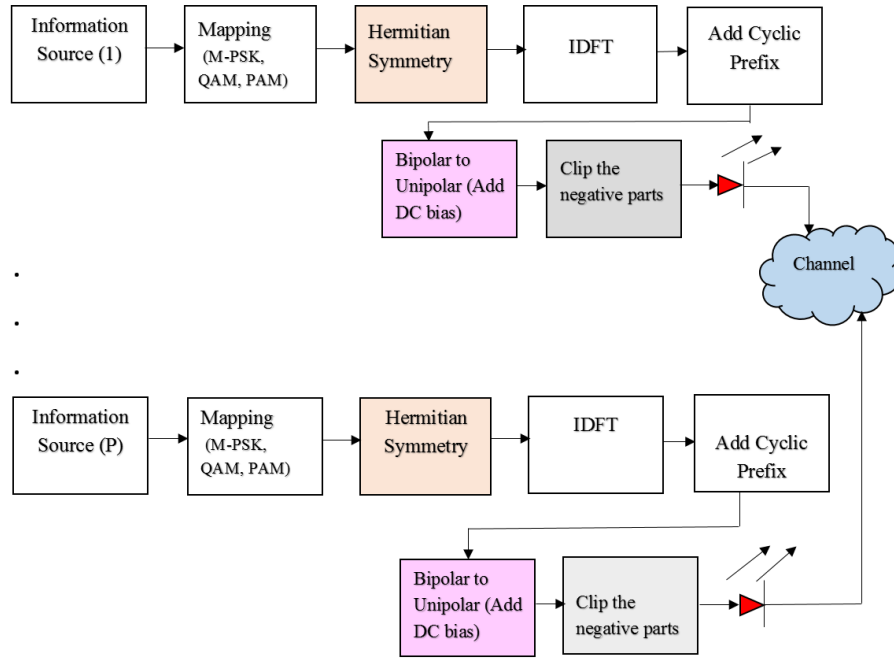 Information
Source (1)
Mapping
(M-PSK,
QAM, PAM)
Hermitian
Symmetry
IDFT
Add Cyclic
Prefix
Bipolar to
Unipolar (Add
DC bias)
Clip the
negative parts
Channel
Information
Source (P)
Mapping
(M-PSK,
QAM, PAM)
Hermitian
Symmetry
IDFT
Add Cyclic
Prefix
Bipolar to
Unipolar (Add
DC bias)
Clip the
negative parts